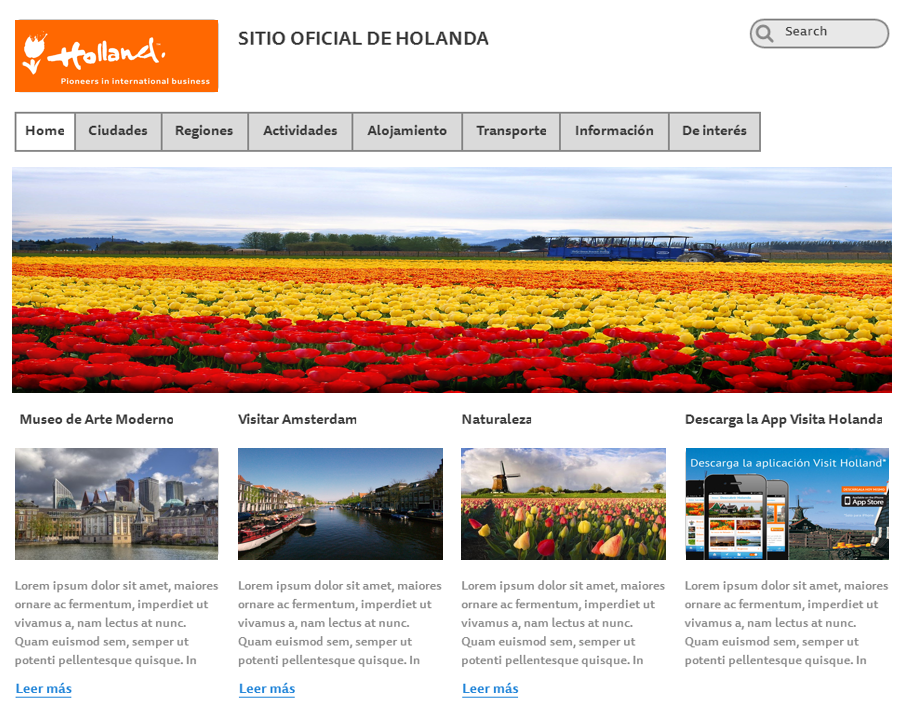 Holland
Pioneers in international business
SITIO OFICIAL DE HOLANDA
Search
Home
Ciudades
Regiones
Actividades
Alojamiento
Transporte
Información
De interés
Museo de Arte Moderno
Visitar Amsterdam
Naturaleza
Descarga la App Visita Holanda
Descarga la aplicación Visit Holland*
App Store
Lorem ipsum dolor sit amet, maiores
ornare ac fermentum, imperdiet ut
vivamus a, nam lectus at nunc.
Quam euismod sem, semper ut
potenti pellentesque quisque. In
Leer más
Lorem ipsum dolor sit amet, maiores
ornare ac fermentum, imperdiet ut
vivamus a, nam lectus at nunc.
Quam euismod sem, semper ut
potenti pellentesque quisque. In
Leer más
Lorem ipsum dolor sit amet, maiores
ornare ac fermentum, imperdiet ut
vivamus a, nam lectus at nunc.
Quam euismod sem, semper ut
potenti pellentesque quisque. In
Leer más
Lorem ipsum dolor sit amet, maiores
ornare ac fermentum, imperdiet ut
vivamus a, nam lectus at nunc.
Quam euismod sem, semper ut
potenti pellentesque quisque. In